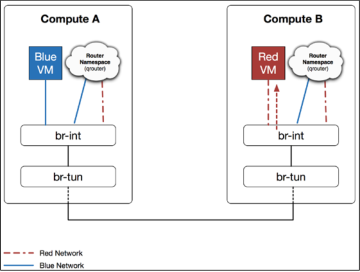 Compute A
Blue
VM
Router
Namespace
(qrouter)
br-int
br-tun
Compute B
Red
VM
Router
Namespace
(qrouter)
br-int
br-tun
Red Network
Blue Network